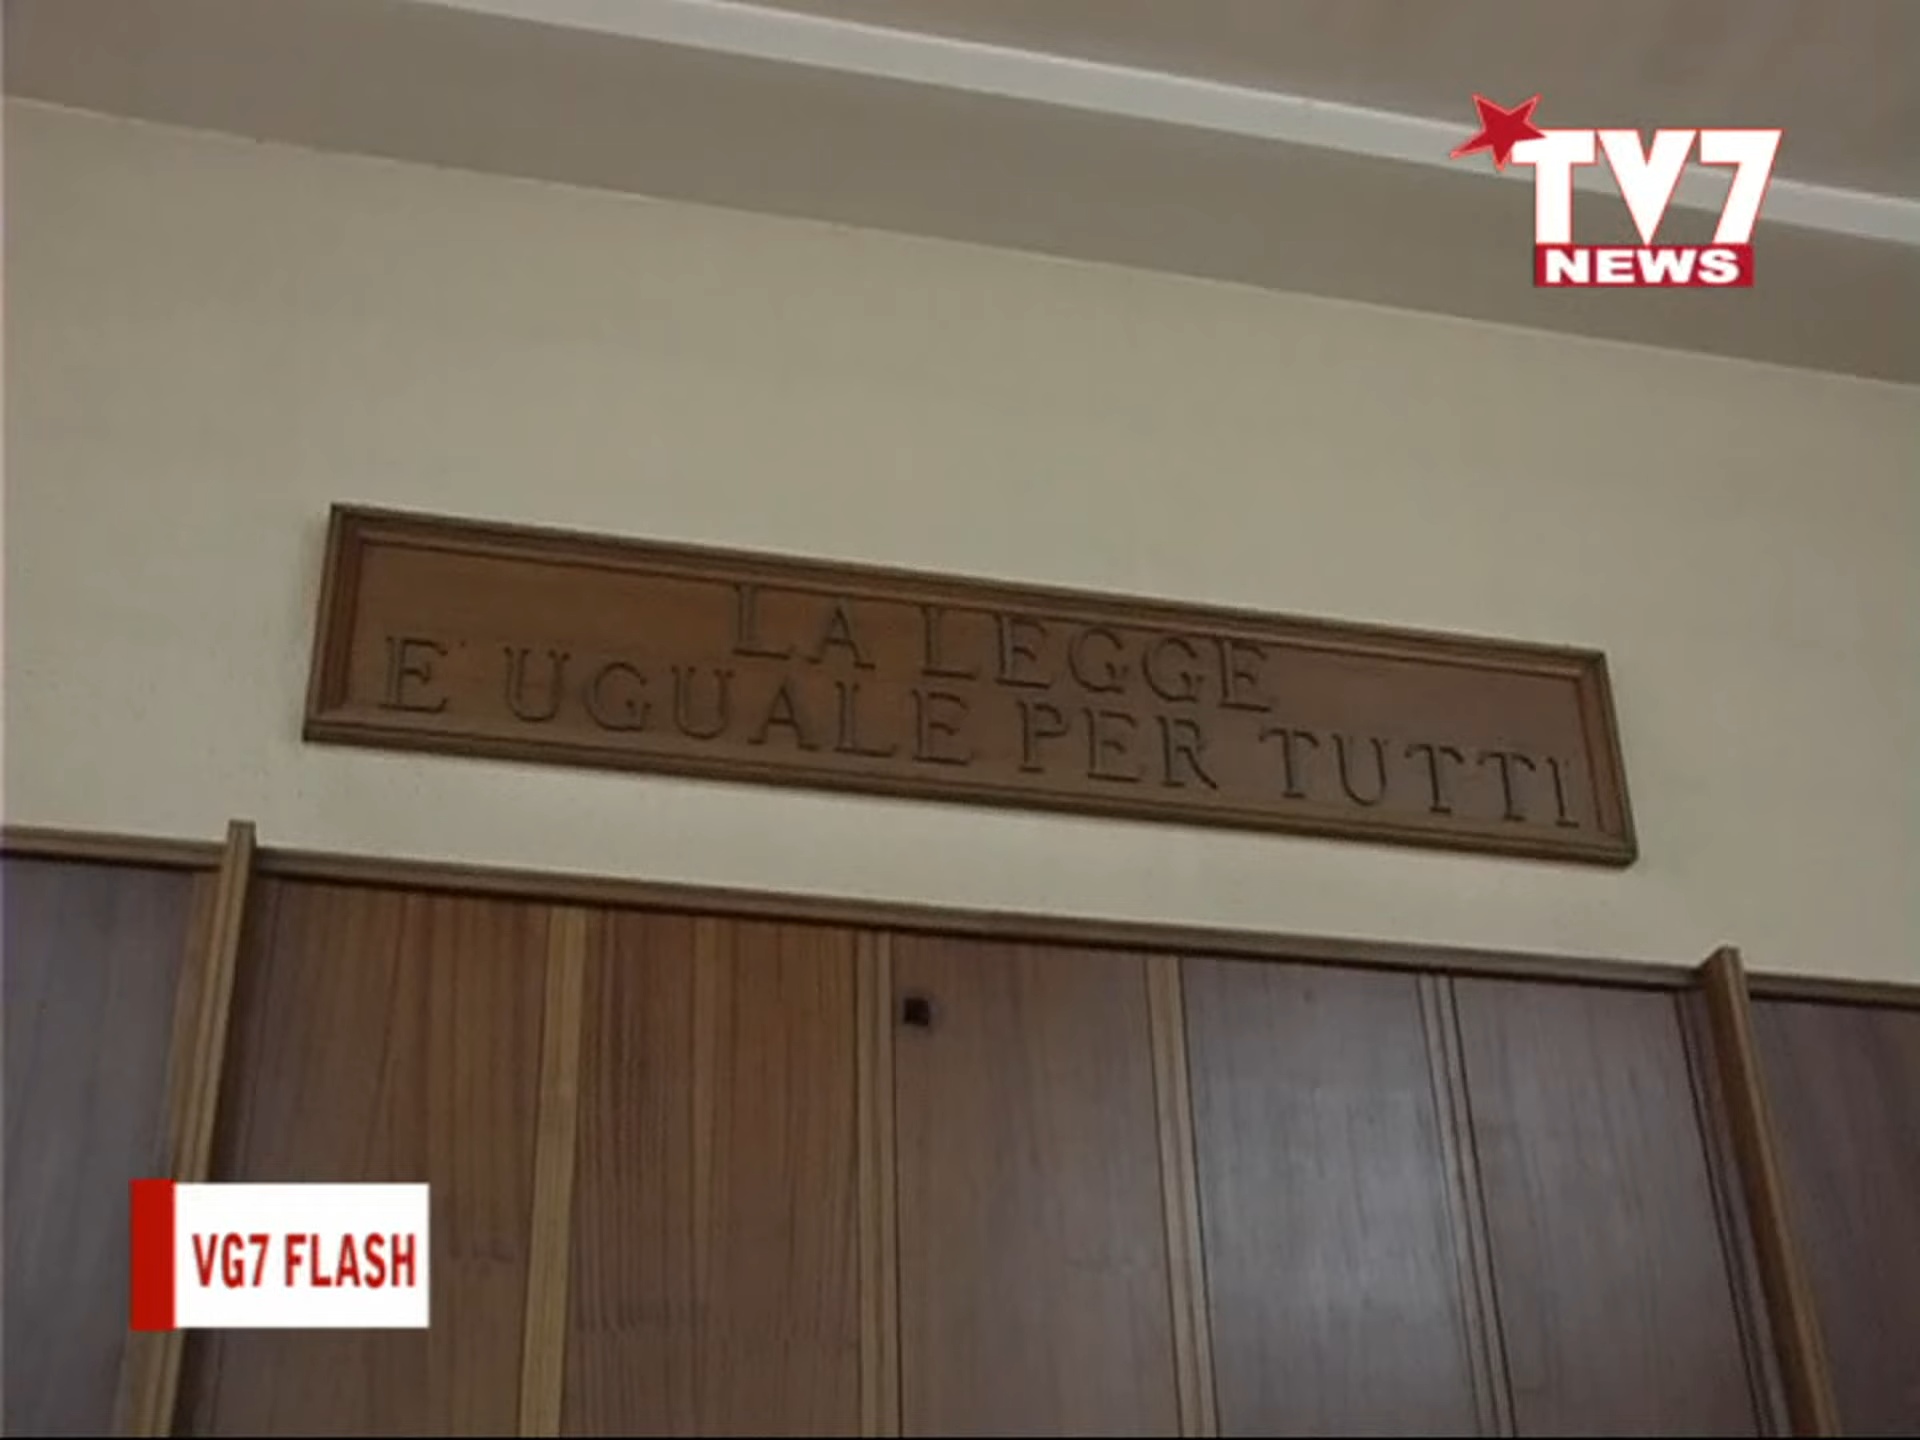 TV7
NEWS
LA LEGGE
E' UGUALE PER TUTTI
VG7 FLASH